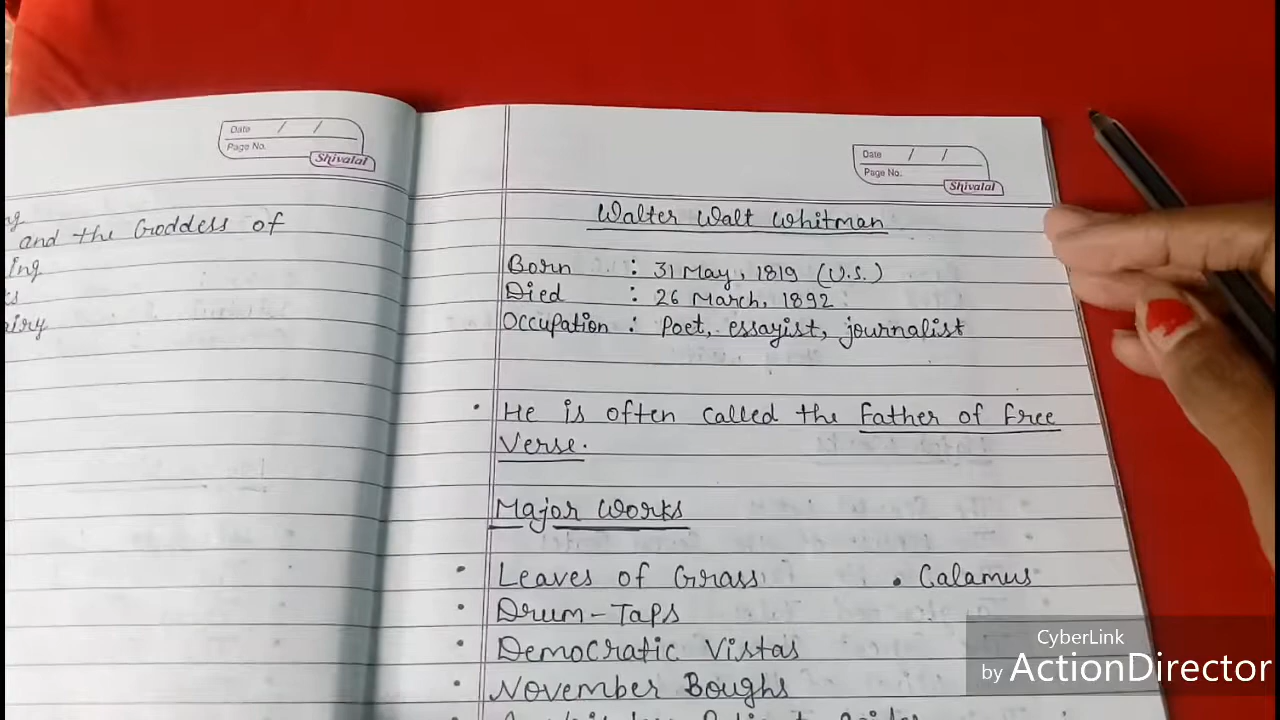 Date / /
Page No.
Shivalal
and the Goddess of
ing
Date / /
Page No.
Shivalal
Walter Walt Whitman
Born : 31 May, 1819 (U.S.)
Died : 26 March, 1892
Occupation : Poet, essayist, journalist
• He is often called the Father of Free
Verse.
Major Works
• Leaves of Grass • Calamus
• Drum-Taps
• Democratic Vistas
• November Boughs
CyberLink
by ActionDirector